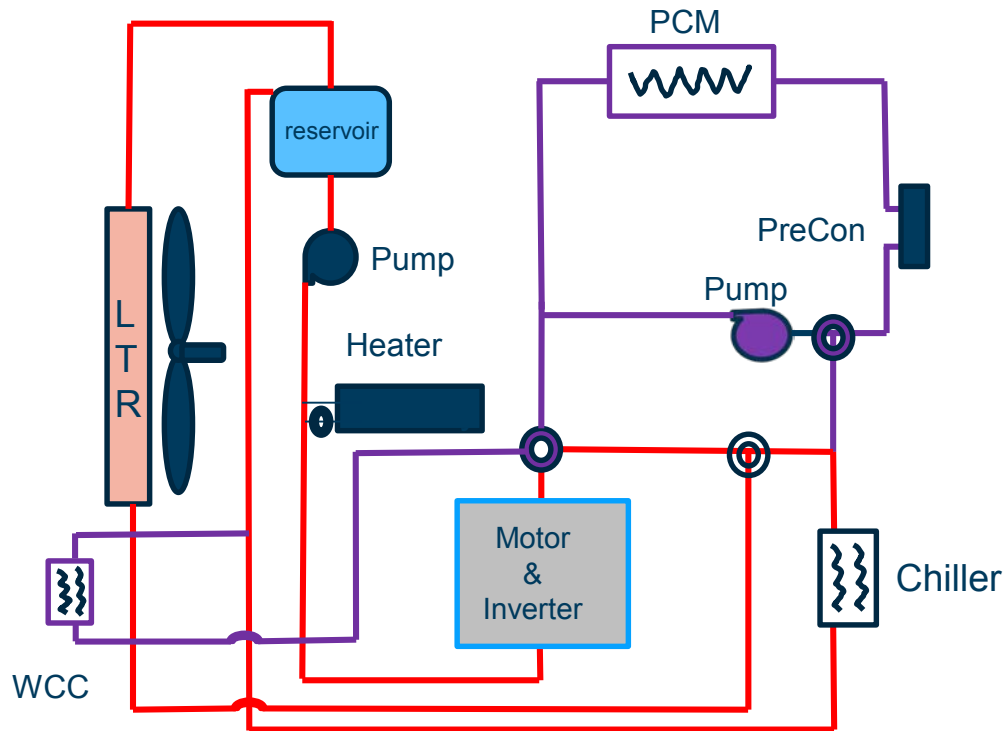 PCM
reservoir
PreCon
Pump
Pump
L
T
R
Heater
Motor
&
Inverter
Chiller
WCC